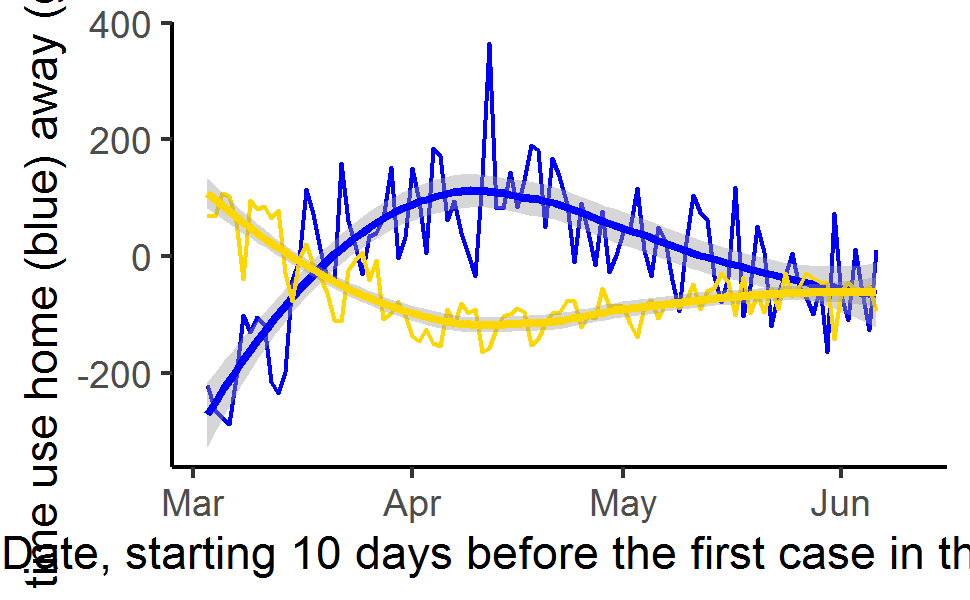 time use home (blue) away (
400
200
0
-200
Mar Apr May Jun
Date, starting 10 days before the first case in th